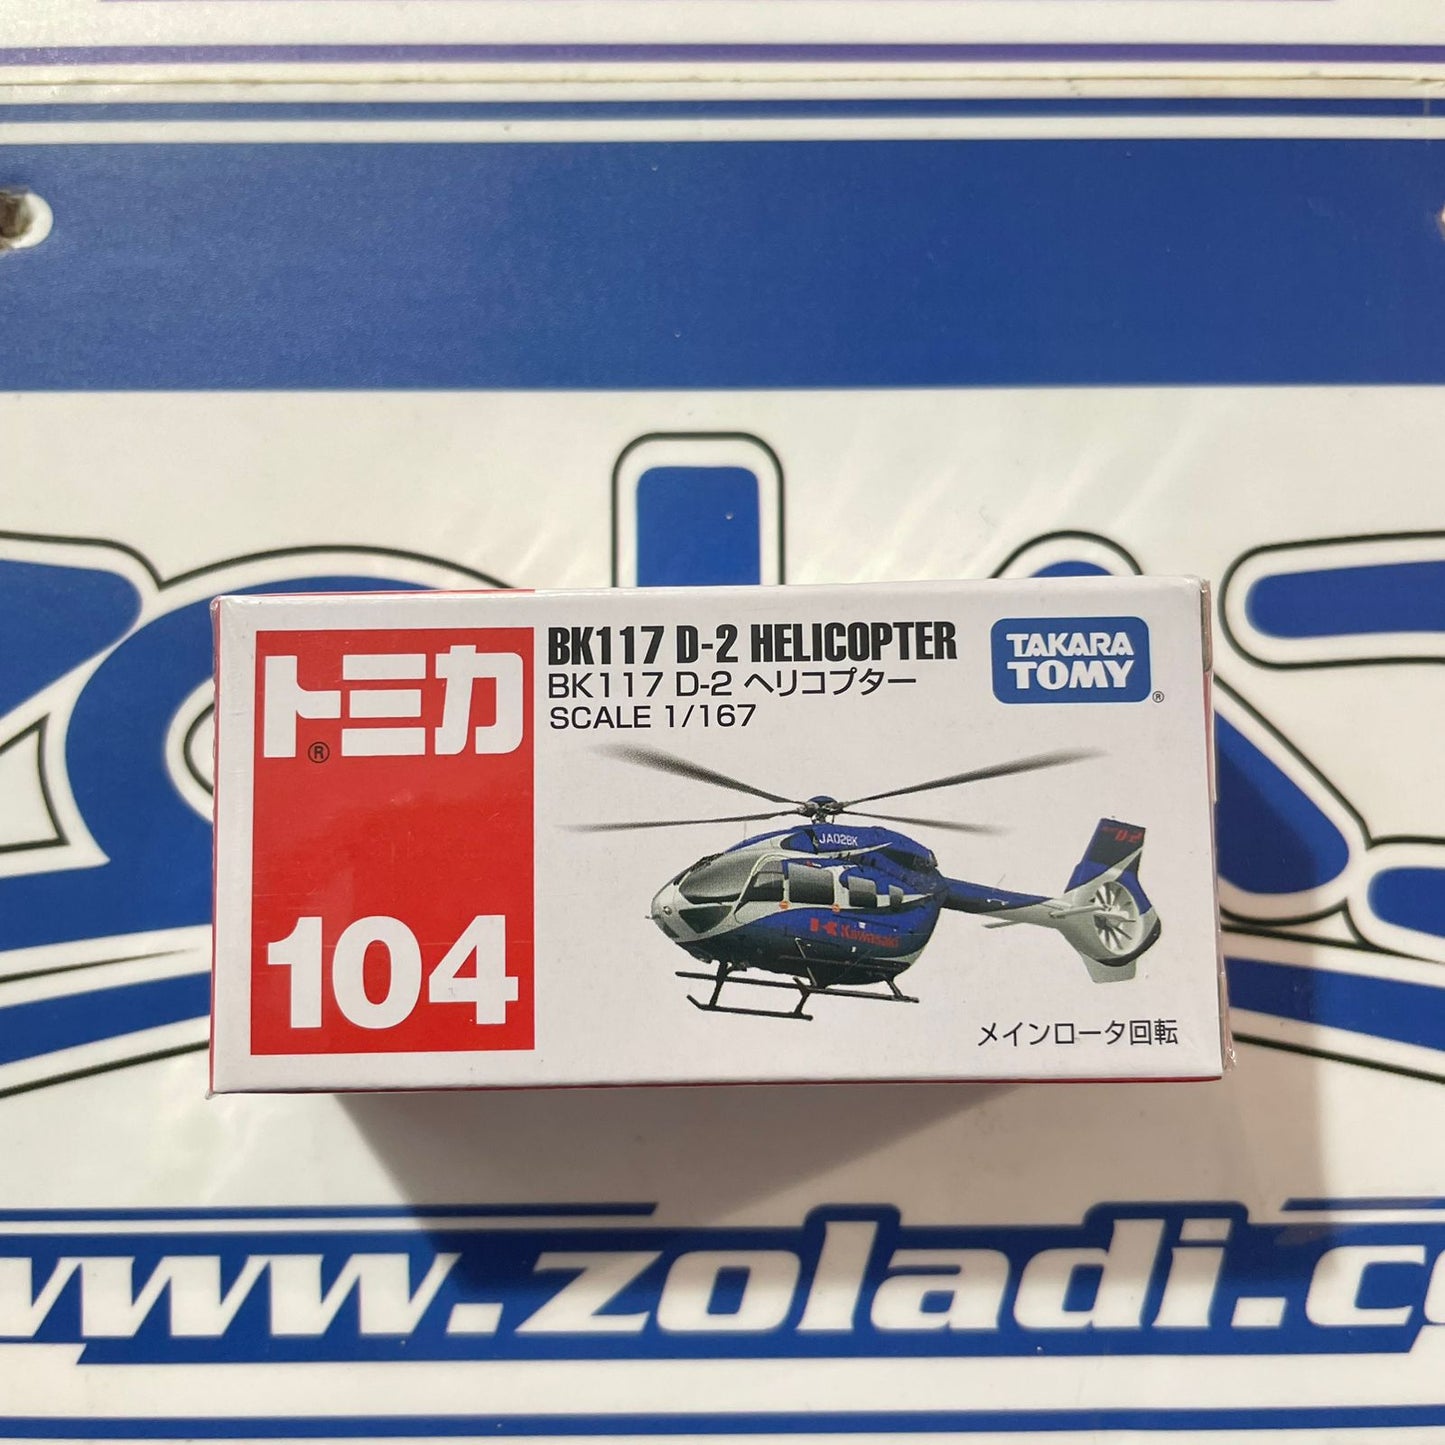 トミカ
®
104
BK117 D-2 HELICOPTER
BK117 D-2 ヘリコプター
SCALE 1/167
TAKARA
TOMY
®
JA02BK
Kawasaki
メインロータ回転
www.zoladi.c